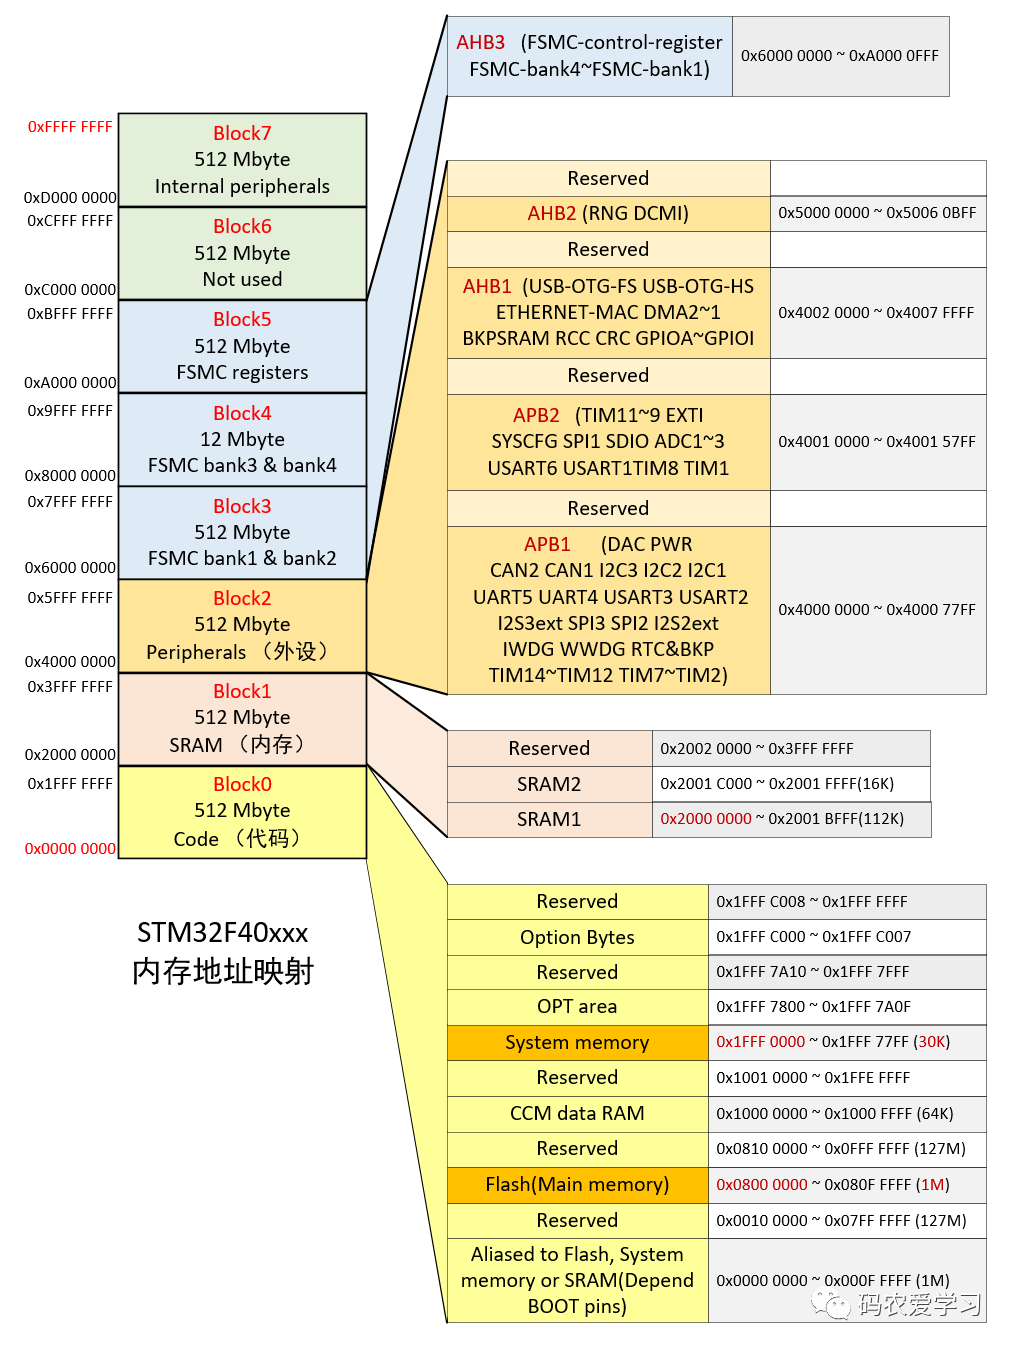 AHB3 (FSMC-control-register
FSMC-bank4~FSMC-bank1)
0x6000 0000 ~ 0xA000 0FFF
0xFFFF FFFF
Block7
512 Mbyte
Internal peripherals
0xD000 0000
0xCFFF FFFF
Block6
512 Mbyte
Not used
0xC000 0000
0xBFFF FFFF
Block5
512 Mbyte
FSMC registers
0xA000 0000
0x9FFF FFFF
Block4
12 Mbyte
FSMC bank3 & bank4
0x8000 0000
0x7FFF FFFF
Block3
512 Mbyte
FSMC bank1 & bank2
0x6000 0000
0x5FFF FFFF
Block2
512 Mbyte
Peripherals （外设）
0x4000 0000
0x3FFF FFFF
Block1
512 Mbyte
SRAM （内存）
0x2000 0000
0x1FFF FFFF
Block0
512 Mbyte
Code （代码）
0x0000 0000
STM32F40xxx
内存地址映射
Reserved
AHB2 (RNG DCMI)
0x5000 0000 ~ 0x5006 0BFF
Reserved
AHB1 (USB-OTG-FS USB-OTG-HS
ETHERNET-MAC DMA2~1
BKPSRAM RCC CRC GPIOA~GPIOI
0x4002 0000 ~ 0x4007 FFFF
Reserved
APB2 (TIM11~9 EXTI
SYSCFG SPI1 SDIO ADC1~3
USART6 USART1TIM8 TIM1
0x4001 0000 ~ 0x4001 57FF
Reserved
APB1 (DAC PWR
CAN2 CAN1 I2C3 I2C2 I2C1
UART5 UART4 USART3 USART2
I2S3ext SPI3 SPI2 I2S2ext
IWDG WWDG RTC&BKP
TIM14~TIM12 TIM7~TIM2)
0x4000 0000 ~ 0x4000 77FF
Reserved
0x2002 0000 ~ 0x3FFF FFFF
SRAM2
0x2001 C000 ~ 0x2001 FFFF(16K)
SRAM1
0x2000 0000 ~ 0x2001 BFFF(112K)
Reserved
0x1FFF C008 ~ 0x1FFF FFFF
Option Bytes
0x1FFF C000 ~ 0x1FFF C007
Reserved
0x1FFF 7A10 ~ 0x1FFF 7FFF
OPT area
0x1FFF 7800 ~ 0x1FFF 7A0F
System memory
0x1FFF 0000 ~ 0x1FFF 77FF (30K)
Reserved
0x1001 0000 ~ 0x1FFE FFFF
CCM data RAM
0x1000 0000 ~ 0x1000 FFFF (64K)
Reserved
0x0810 0000 ~ 0x0FFF FFFF (127M)
Flash(Main memory)
0x0800 0000 ~ 0x080F FFFF (1M)
Reserved
0x0010 0000 ~ 0x07FF FFFF (127M)
Aliased to Flash, System
memory or SRAM(Depend
BOOT pins)
0x0000 0000 ~ 0x000F FFFF (1M)
码农爱学习